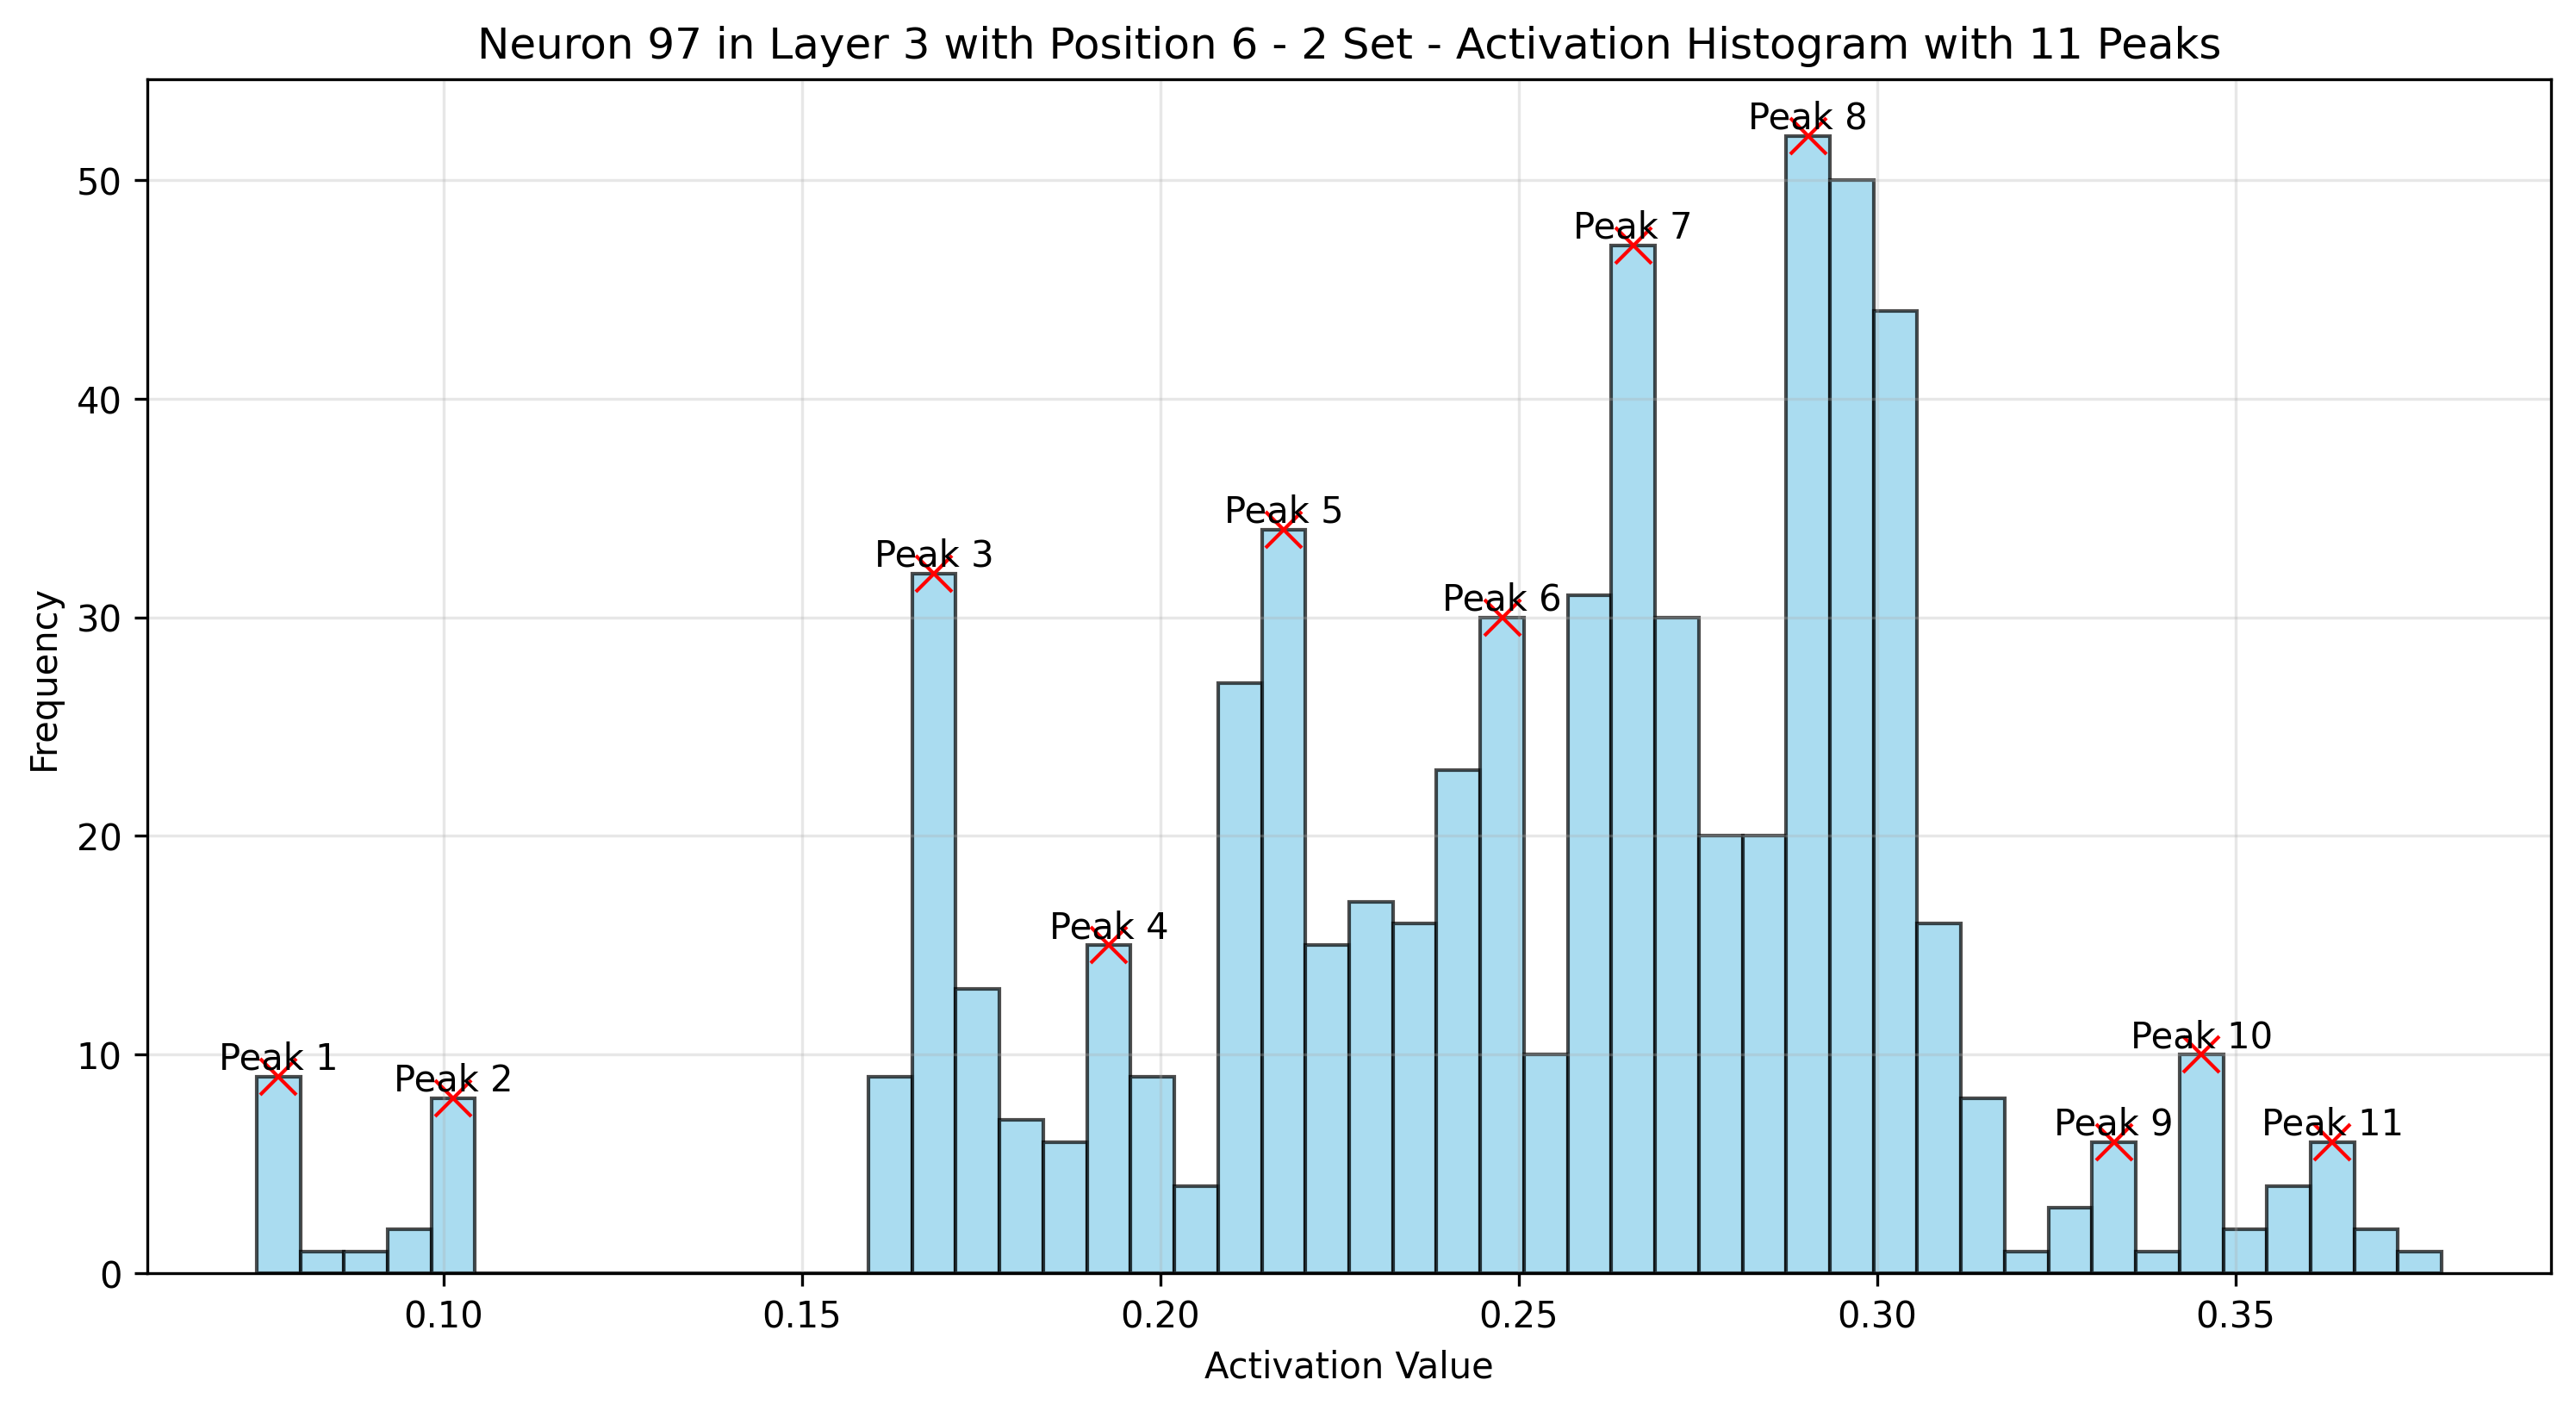 Neuron 97 in Layer 3 with Position 6 - 2 Set - Activation Histogram with 11 Peaks
Peak 8
50
Peak 7
40
Peak 5
Peak 3
Peak 6
30
Frequency
20
Peak 4
Peak 10
Peak 1
10
Peak 2
Peak 9
Peak 11
0
0.10
0.15
0.20
0.25
0.30
0.35
Activation Value